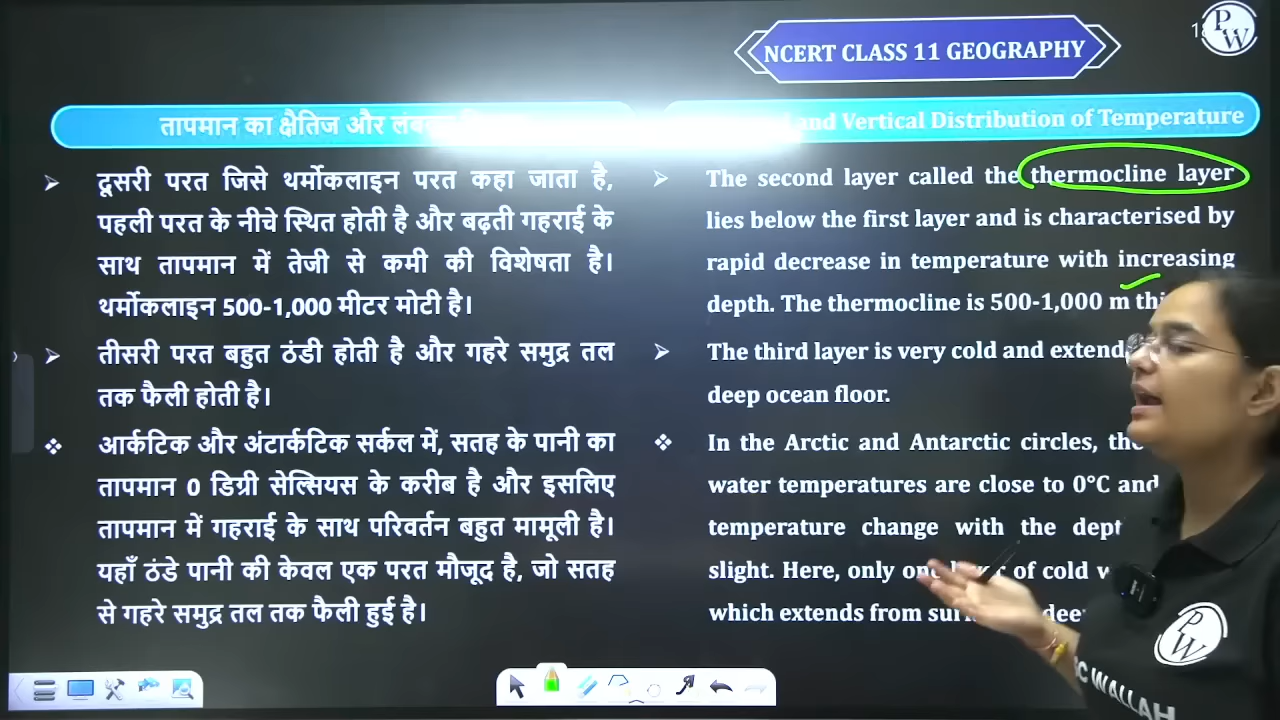 NCERT CLASS 11 GEOGRAPHY
PW
तापमान का क्षैतिज और
and Vertical Distribution of Temperature
दूसरी परत जिसे थर्मोकलाइन परत कहा जाता है,
पहली परत के नीचे स्थित होती है और बढ़ती गहराई के
साथ तापमान में तेजी से कमी की विशेषता है।
थर्मोकलाइन 500-1,000 मीटर मोटी है।
तीसरी परत बहुत ठंडी होती है और गहरे समुद्र तल
तक फैली होती है।
आर्कटिक और अंटार्कटिक सर्कल में, सतह के पानी का
तापमान 0 डिग्री सेल्सियस के करीब है और इसलिए
तापमान में गहराई के साथ परिवर्तन बहुत मामूली है।
यहाँ ठंडे पानी की केवल एक परत मौजूद है, जो सतह
से गहरे समुद्र तल तक फैली हुई है।
The second layer called the thermocline layer
lies below the first layer and is characterised by
rapid decrease in temperature with increasing
depth. The thermocline is 500-1,000 m
The third layer is very cold and
deep ocean floor.
In the Arctic and Antarctic circles,
water temperatures are close to 0°C and
temperature change with the
slight. Here, only of cold
which extends from
PW
WALLAH